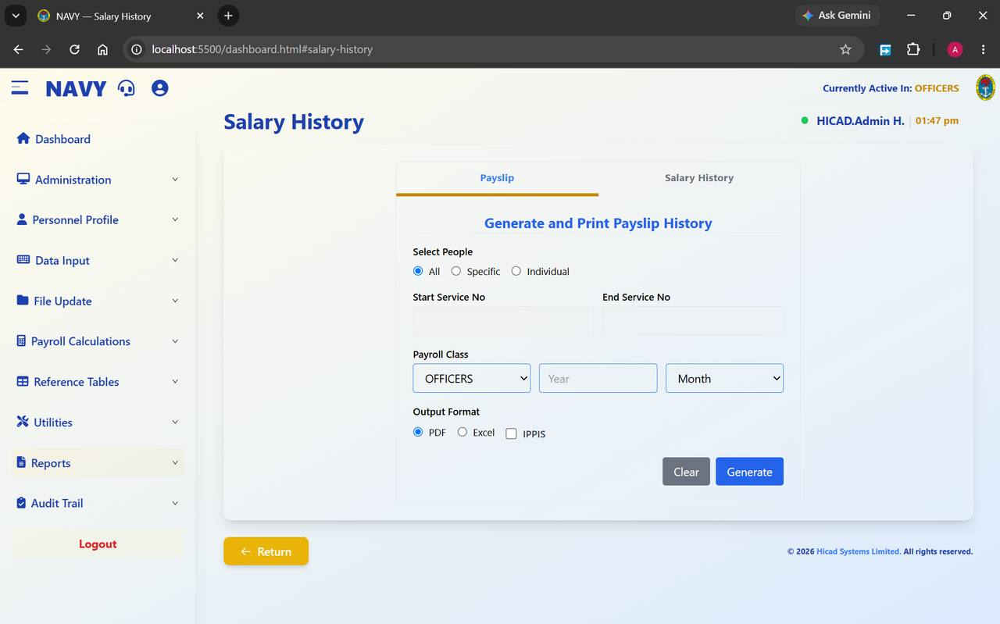 NAVY — Salary History
Ask Gemini
localhost:5500/dashboard.html#salary-history
A
NAVY
Currently Active In: OFFICERS
Salary History
HICAD.Admin H. | 01:47 pm
Dashboard
Administration
Personnel Profile
Data Input
File Update
Payroll Calculations
Reference Tables
Utilities
Reports
Audit Trail
Logout
Payslip
Salary History
Generate and Print Payslip History
Select People
All Specific Individual
Start Service No End Service No
Payroll Class
OFFICERS Year Month
Output Format
PDF Excel IPPIS
Clear Generate
← Return
© 2026 Hicad Systems Limited. All rights reserved.